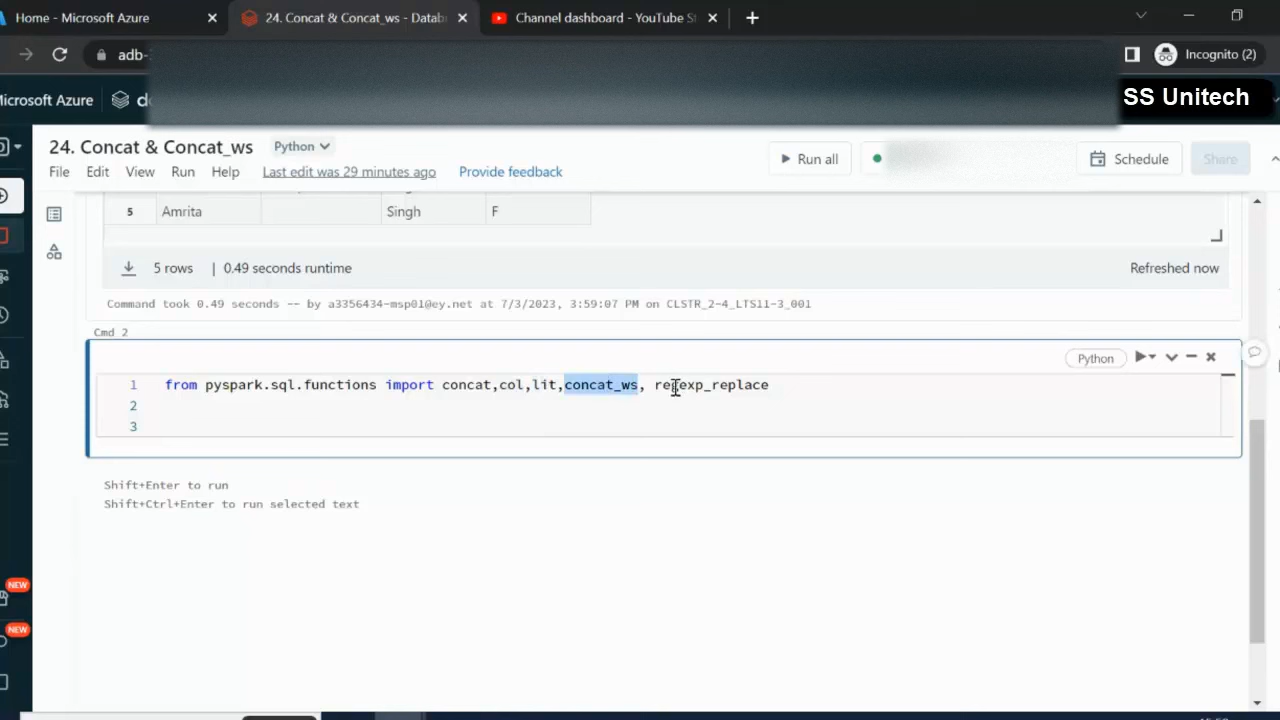 Home - Microsoft Azure
24. Concat & Concat_ws - Datab
Channel dashboard - YouTube S
adb-
Incognito (2)
Microsoft Azure
SS Unitech
24. Concat & Concat_ws
Python
Run all
Schedule
Share
File Edit View Run Help Last edit was 29 minutes ago Provide feedback
5 Amrita Singh F
5 rows | 0.49 seconds runtime
Refreshed now
Command took 0.49 seconds -- by a3356434-msp01@ey.net at 7/3/2023, 3:59:07 PM on CLSTR_2-4_LTS11-3_001
Cmd 2
Python
1 from pyspark.sql.functions import concat,col,lit,concat_ws, regexp_replace
2
3
Shift+Enter to run
Shift+Ctrl+Enter to run selected text
NEW
NEW